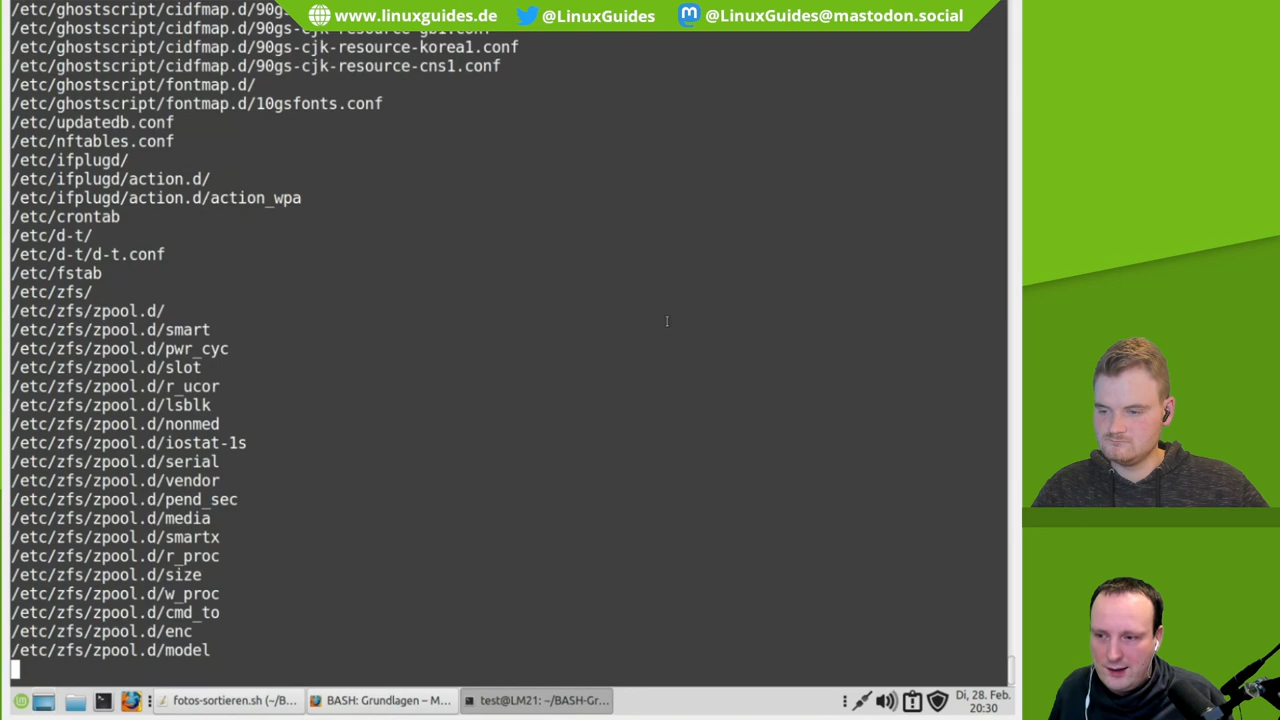 www.linuxguides.de @LinuxGuides @LinuxGuides@mastodon.social
/etc/ghostscript/cidfmap.d/90gs-cjk-resource-korea1.conf
/etc/ghostscript/cidfmap.d/90gs-cjk-resource-cns1.conf
/etc/ghostscript/fontmap.d/
/etc/ghostscript/fontmap.d/10gsfonts.conf
/etc/updatedb.conf
/etc/nftables.conf
/etc/ifplugd/
/etc/ifplugd/action.d/
/etc/ifplugd/action.d/action_wpa
/etc/crontab
/etc/d-t/
/etc/d-t/d-t.conf
/etc/fstab
/etc/zfs/
/etc/zfs/zpool.d/
/etc/zfs/zpool.d/smart
/etc/zfs/zpool.d/pwr_cyc
/etc/zfs/zpool.d/slot
/etc/zfs/zpool.d/r_ucor
/etc/zfs/zpool.d/lsblk
/etc/zfs/zpool.d/nonmed
/etc/zfs/zpool.d/iostat-1s
/etc/zfs/zpool.d/serial
/etc/zfs/zpool.d/vendor
/etc/zfs/zpool.d/pend_sec
/etc/zfs/zpool.d/media
/etc/zfs/zpool.d/smartx
/etc/zfs/zpool.d/r_proc
/etc/zfs/zpool.d/size
/etc/zfs/zpool.d/w_proc
/etc/zfs/zpool.d/cmd_to
/etc/zfs/zpool.d/enc
/etc/zfs/zpool.d/model
fotos-sortieren.sh (~/B... BASH: Grundlagen – M... test@LM21: ~/BASH-Gr... Di, 28. Feb.
20:30